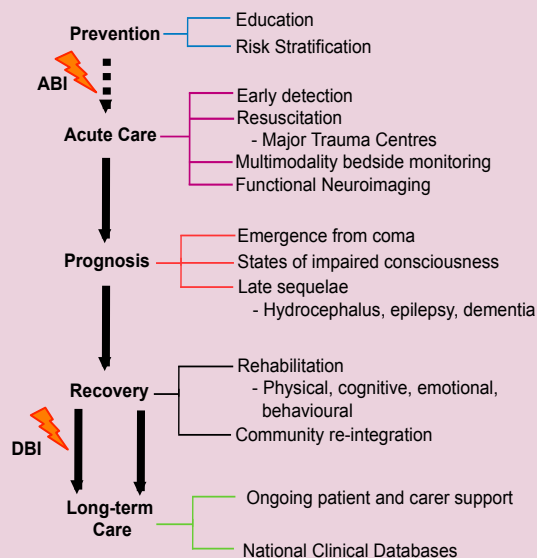 Prevention
Education
Risk Stratification
ABI
Acute Care
Early detection
Resuscitation
- Major Trauma Centres
Multimodality bedside monitoring
Functional Neuroimaging
Prognosis
Emergence from coma
States of impaired consciousness
Late sequelae
- Hydrocephalus, epilepsy, dementia
Recovery
Rehabilitation
- Physical, cognitive, emotional,
behavioural
Community re-integration
DBI
Long-term
Care
Ongoing patient and carer support
National Clinical Databases